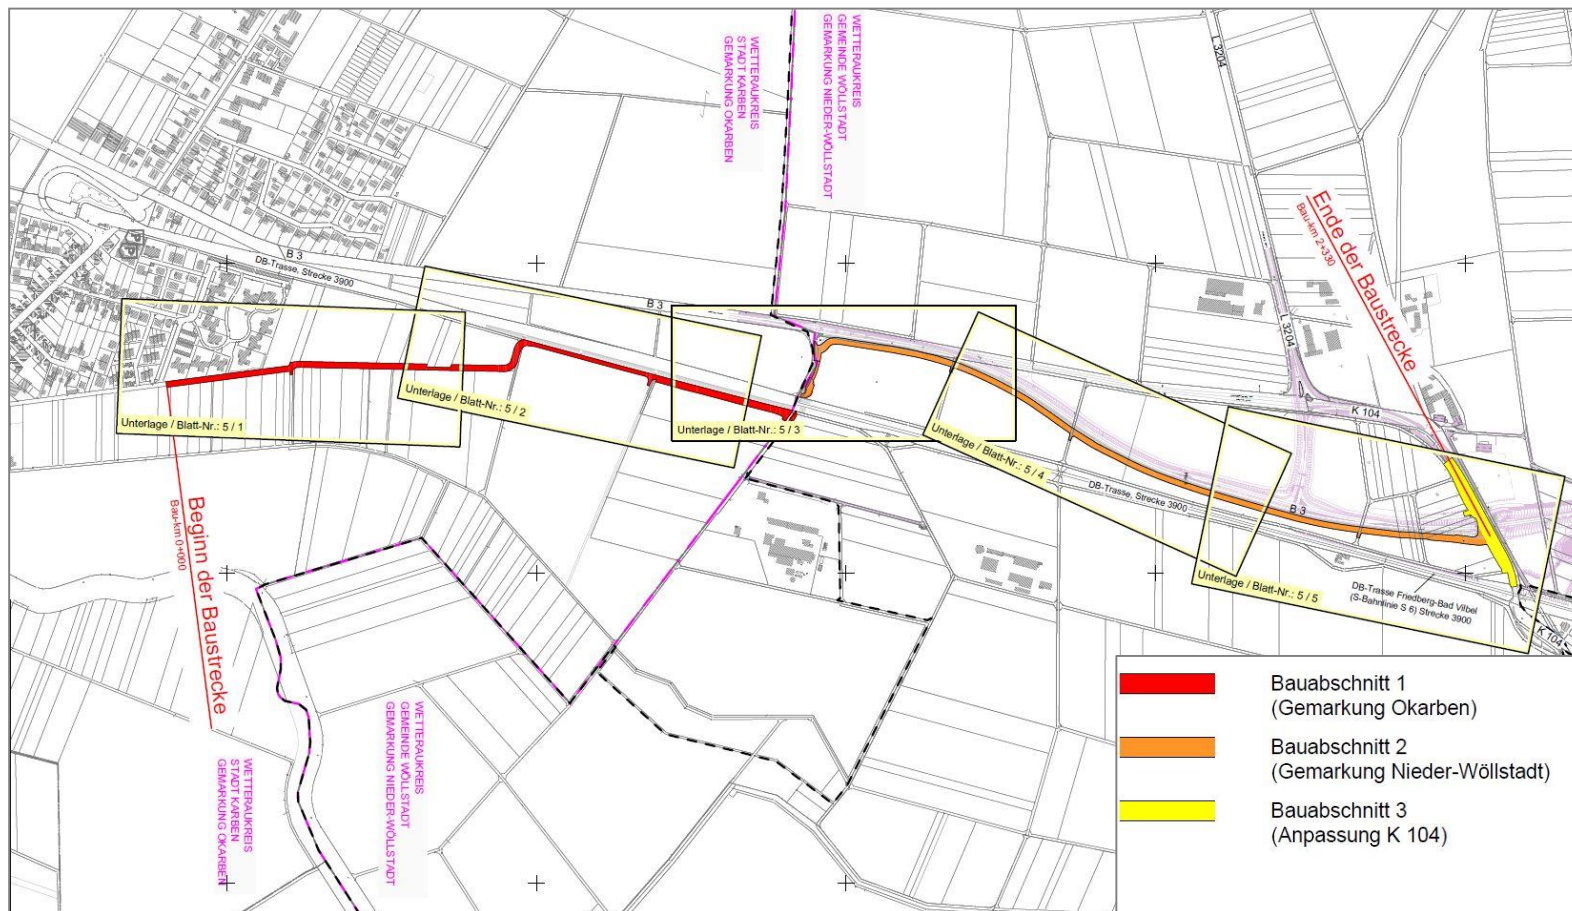 WETTERAUKREIS
STADT KARBEN
GEMARKUNG OKARBEN
WETTERAUKREIS
GEMEINDE WÖLLSTADT
GEMARKUNG NIEDER-WÖLLSTADT
L 3204
Ende der Baustrecke
Bau-km 2+330
P
P
B 3
DB-Trasse, Strecke 3900
B 3
L 3204
K 104
Unterlage / Blatt-Nr.: 5 / 1
Unterlage / Blatt-Nr.: 5 / 2
Unterlage / Blatt-Nr.: 5 / 3
Unterlage / Blatt-Nr.: 5 / 4
DB-Trasse, Strecke 3900
B 3
Unterlage / Blatt-Nr.: 5 / 5
DB-Trasse Friedberg-Bad Vilbel
(S-Bahnlinie S 6) Strecke 3900
K 104
Beginn der Baustrecke
Bau-km 0+000
WETTERAUKREIS
STADT KARBEN
GEMARKUNG OKARBEN
WETTERAUKREIS
GEMEINDE WÖLLSTADT
GEMARKUNG NIEDER-WÖLLSTADT
Bauabschnitt 1
(Gemarkung Okarben)
Bauabschnitt 2
(Gemarkung Nieder-Wöllstadt)
Bauabschnitt 3
(Anpassung K 104)